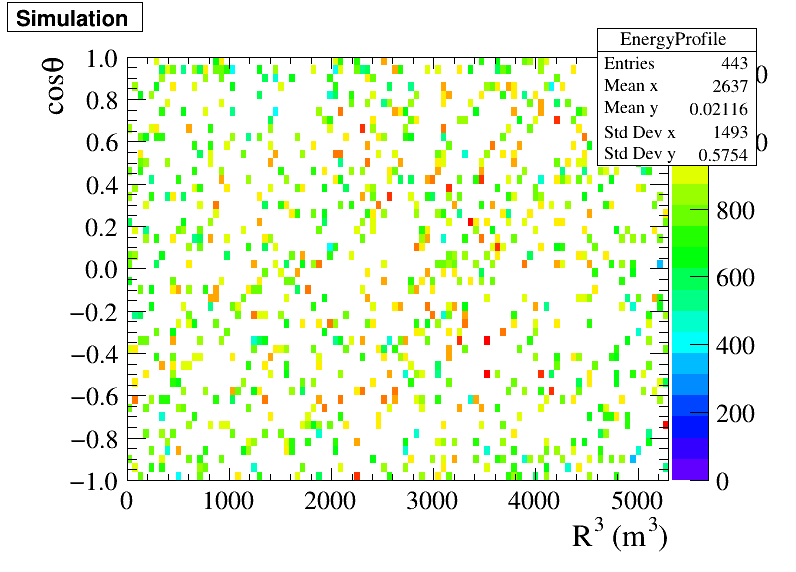 Simulation
EnergyProfile
Entries 443
Mean x 2637
Mean y 0.02116
Std Dev x 1493
Std Dev y 0.5754
cosθ
1.0
0.8
0.6
0.4
0.2
0.0
−0.2
−0.4
−0.6
−0.8
−1.0
0 1000 2000 3000 4000 5000
R³ (m³)
800
600
400
200
0